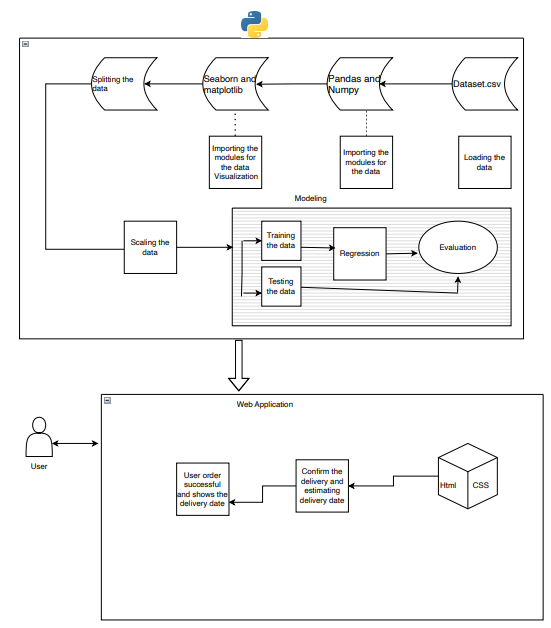 Splitting the
data
Seaborn and
matplotlib
Pandas and
Numpy
Dataset.csv
Importing the
modules for
the data
Visualization
Importing the
modules for
the data
Loading the
data
Modeling
Scaling the
data
Training
the data
Regression
Evaluation
Testing
the data
Web Application
User
User order
successful
and shows the
delivery date
Confirm the
delivery and
estimating
delivery date
Html
CSS